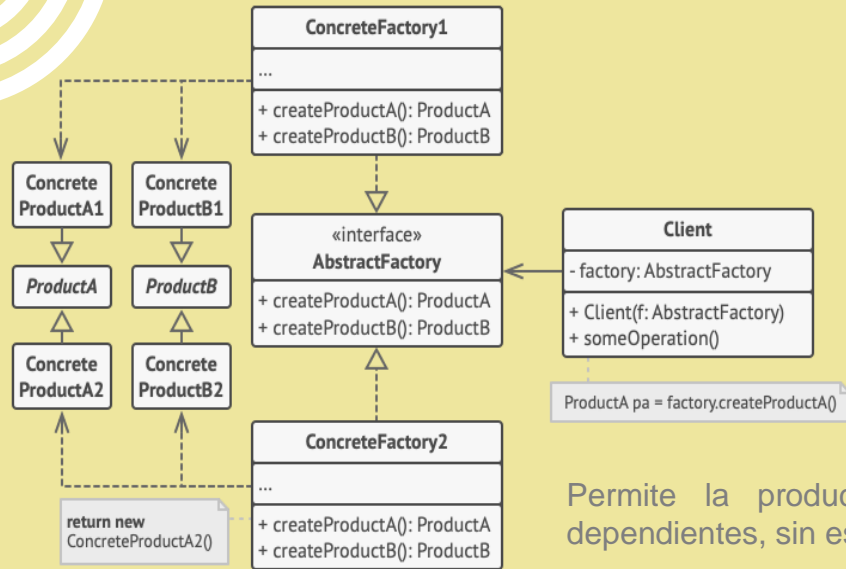 ConcreteFactory1
...
+ createProductA(): ProductA
+ createProductB(): ProductB
Concrete
ProductA1
Concrete
ProductB1
ProductA
ProductB
Concrete
ProductA2
Concrete
ProductB2
«interface»
AbstractFactory
+ createProductA(): ProductA
+ createProductB(): ProductB
Client
- factory: AbstractFactory
+ Client(f: AbstractFactory)
+ someOperation()
ProductA pa = factory.createProductA()
ConcreteFactory2
...
+ createProductA(): ProductA
+ createProductB(): ProductB
return new
ConcreteProductA2()
Permite la
dependientes, sin